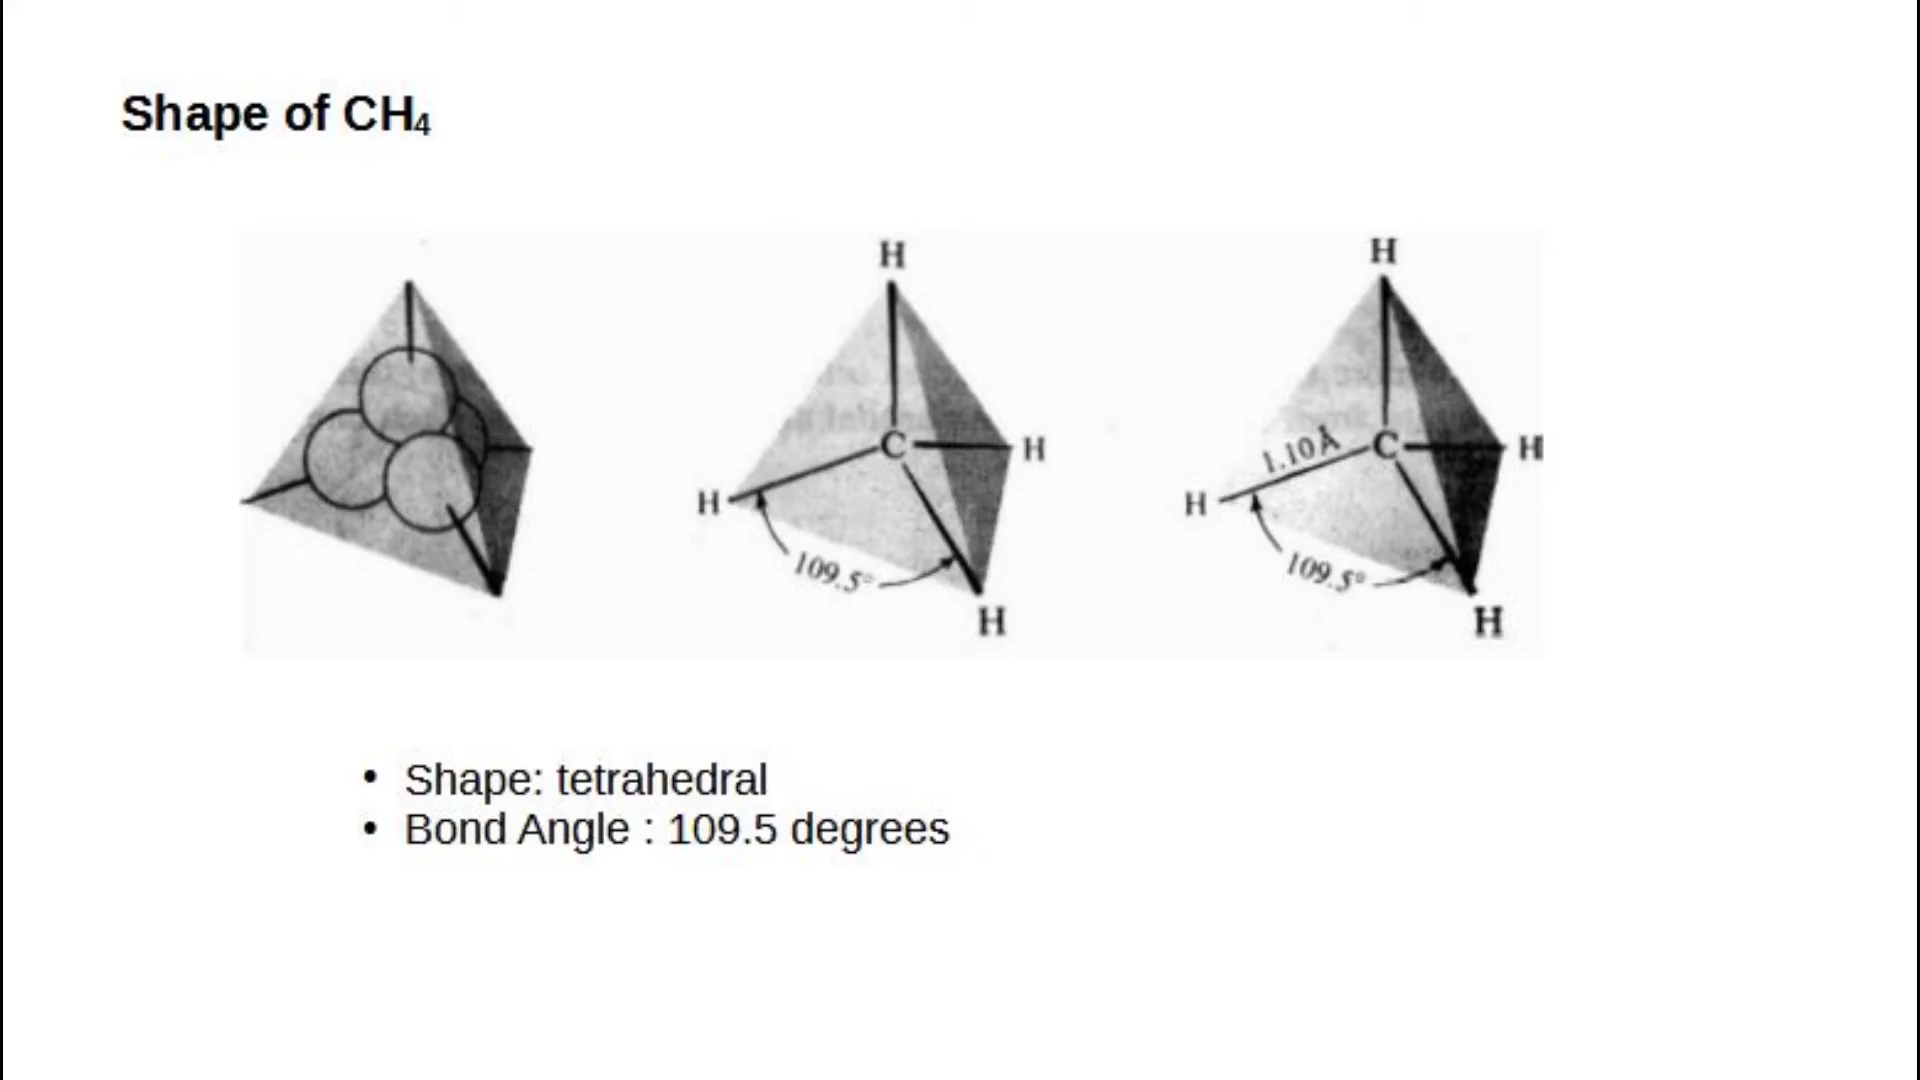 Shape of CH₄
H
C
H
H
109.5°
H
H
1.10Å
C
H
H
109.5°
H
• Shape: tetrahedral
• Bond Angle : 109.5 degrees